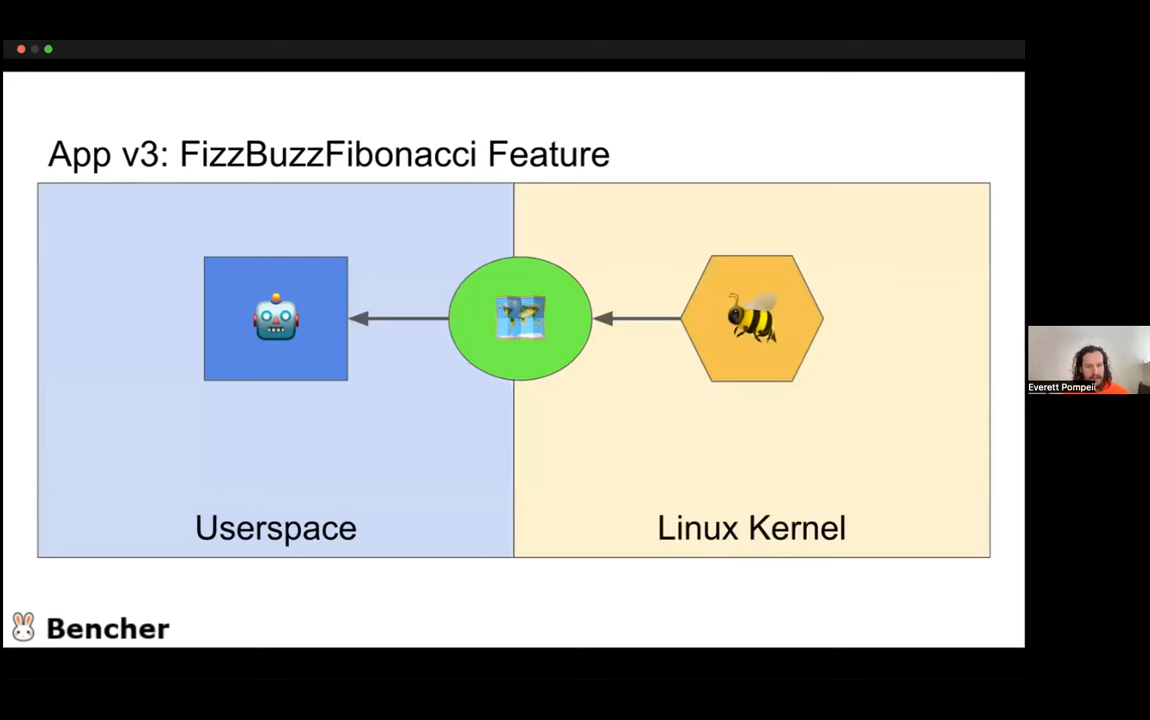 App v3: FizzBuzzFibonacci Feature
Userspace
Linux Kernel
Bencher
Everett Pompeii